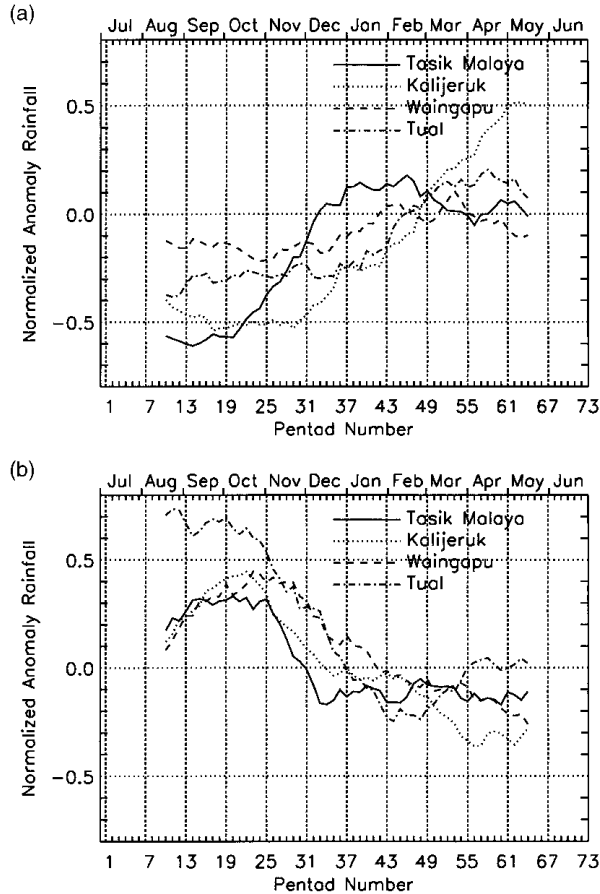 (a)
Jul Aug Sep Oct Nov Dec Jan Feb Mar Apr May Jun
Normalized Anomaly Rainfall
0.5
0.0
−0.5
Tasik Malaya
Kalijeruk
Waingapu
Tual
1 7 13 19 25 31 37 43 49 55 61 67 73
Pentad Number
(b)
Jul Aug Sep Oct Nov Dec Jan Feb Mar Apr May Jun
Normalized Anomaly Rainfall
0.5
0.0
−0.5
Tasik Malaya
Kalijeruk
Waingapu
Tual
1 7 13 19 25 31 37 43 49 55 61 67 73
Pentad Number